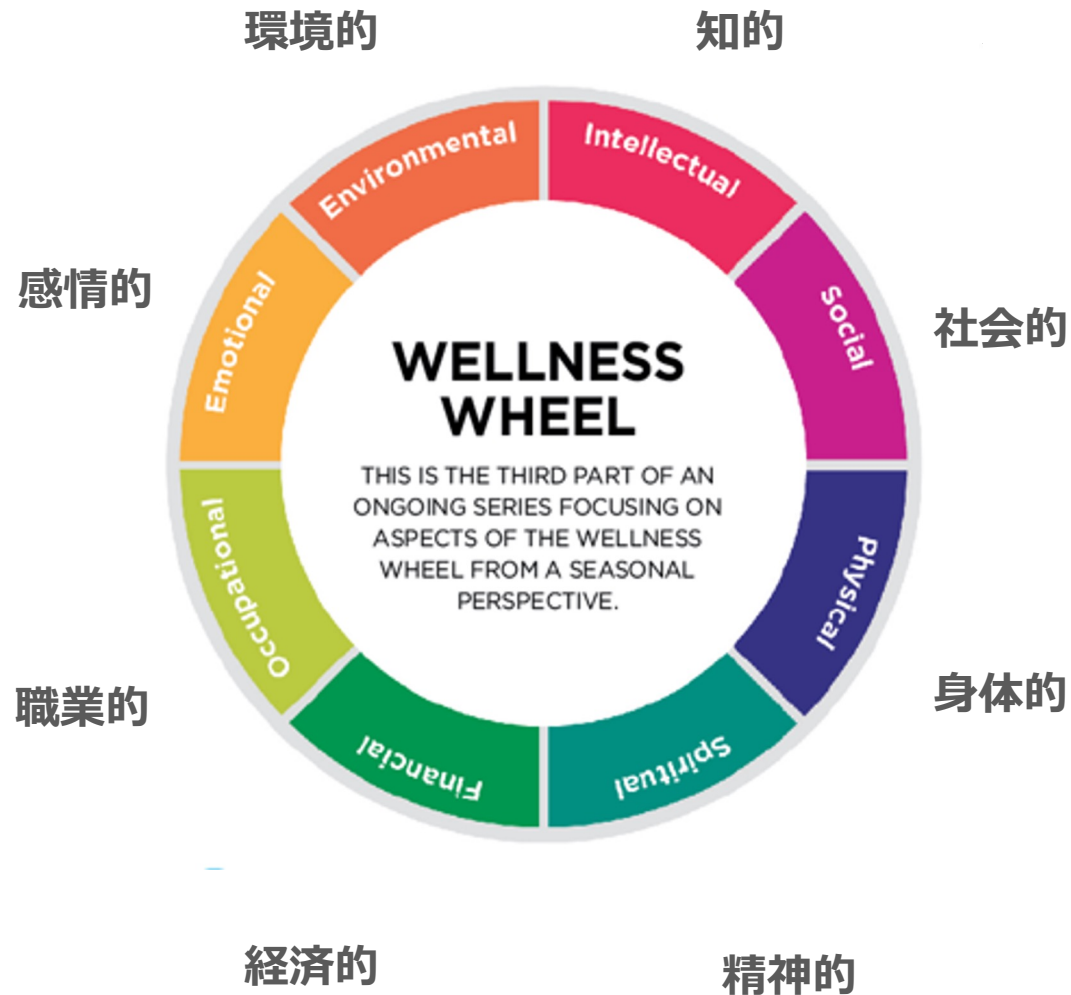 環境的
知的
Environmental
Intellectual
感情的
Emotional
Social
社会的
WELLNESS
WHEEL
THIS IS THE THIRD PART OF AN
ONGOING SERIES FOCUSING ON
ASPECTS OF THE WELLNESS
WHEEL FROM A SEASONAL
PERSPECTIVE.
Occupational
Physical
職業的
身体的
Financial
Spiritual
経済的
精神的